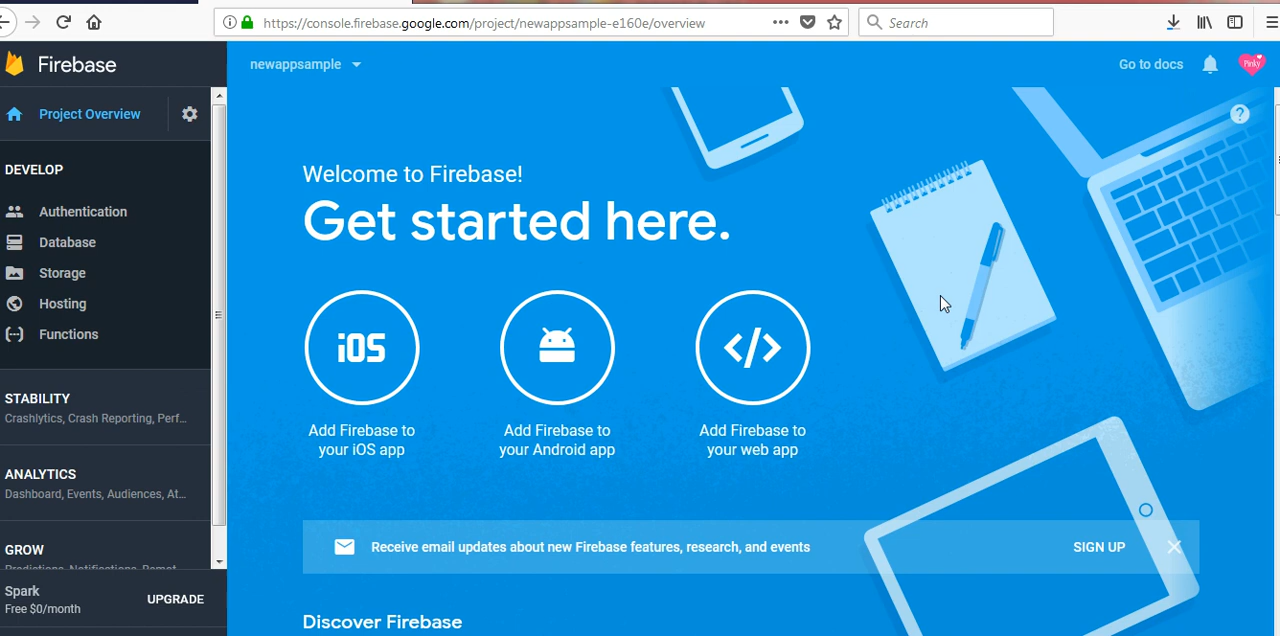 https://console.firebase.google.com/project/newappsample-e160e/overview
Search
Firebase
newappsample
Go to docs
Pinky
Project Overview
DEVELOP
Authentication
Database
Storage
Hosting
Functions
STABILITY
Crashlytics, Crash Reporting, Perf...
ANALYTICS
Dashboard, Events, Audiences, At...
GROW
Predictions, Notifications, Remot...
Spark
Free $0/month
UPGRADE
Welcome to Firebase!
Get started here.
iOS
Add Firebase to
your iOS app
Add Firebase to
your Android app
</>
Add Firebase to
your web app
Receive email updates about new Firebase features, research, and events
SIGN UP
Discover Firebase